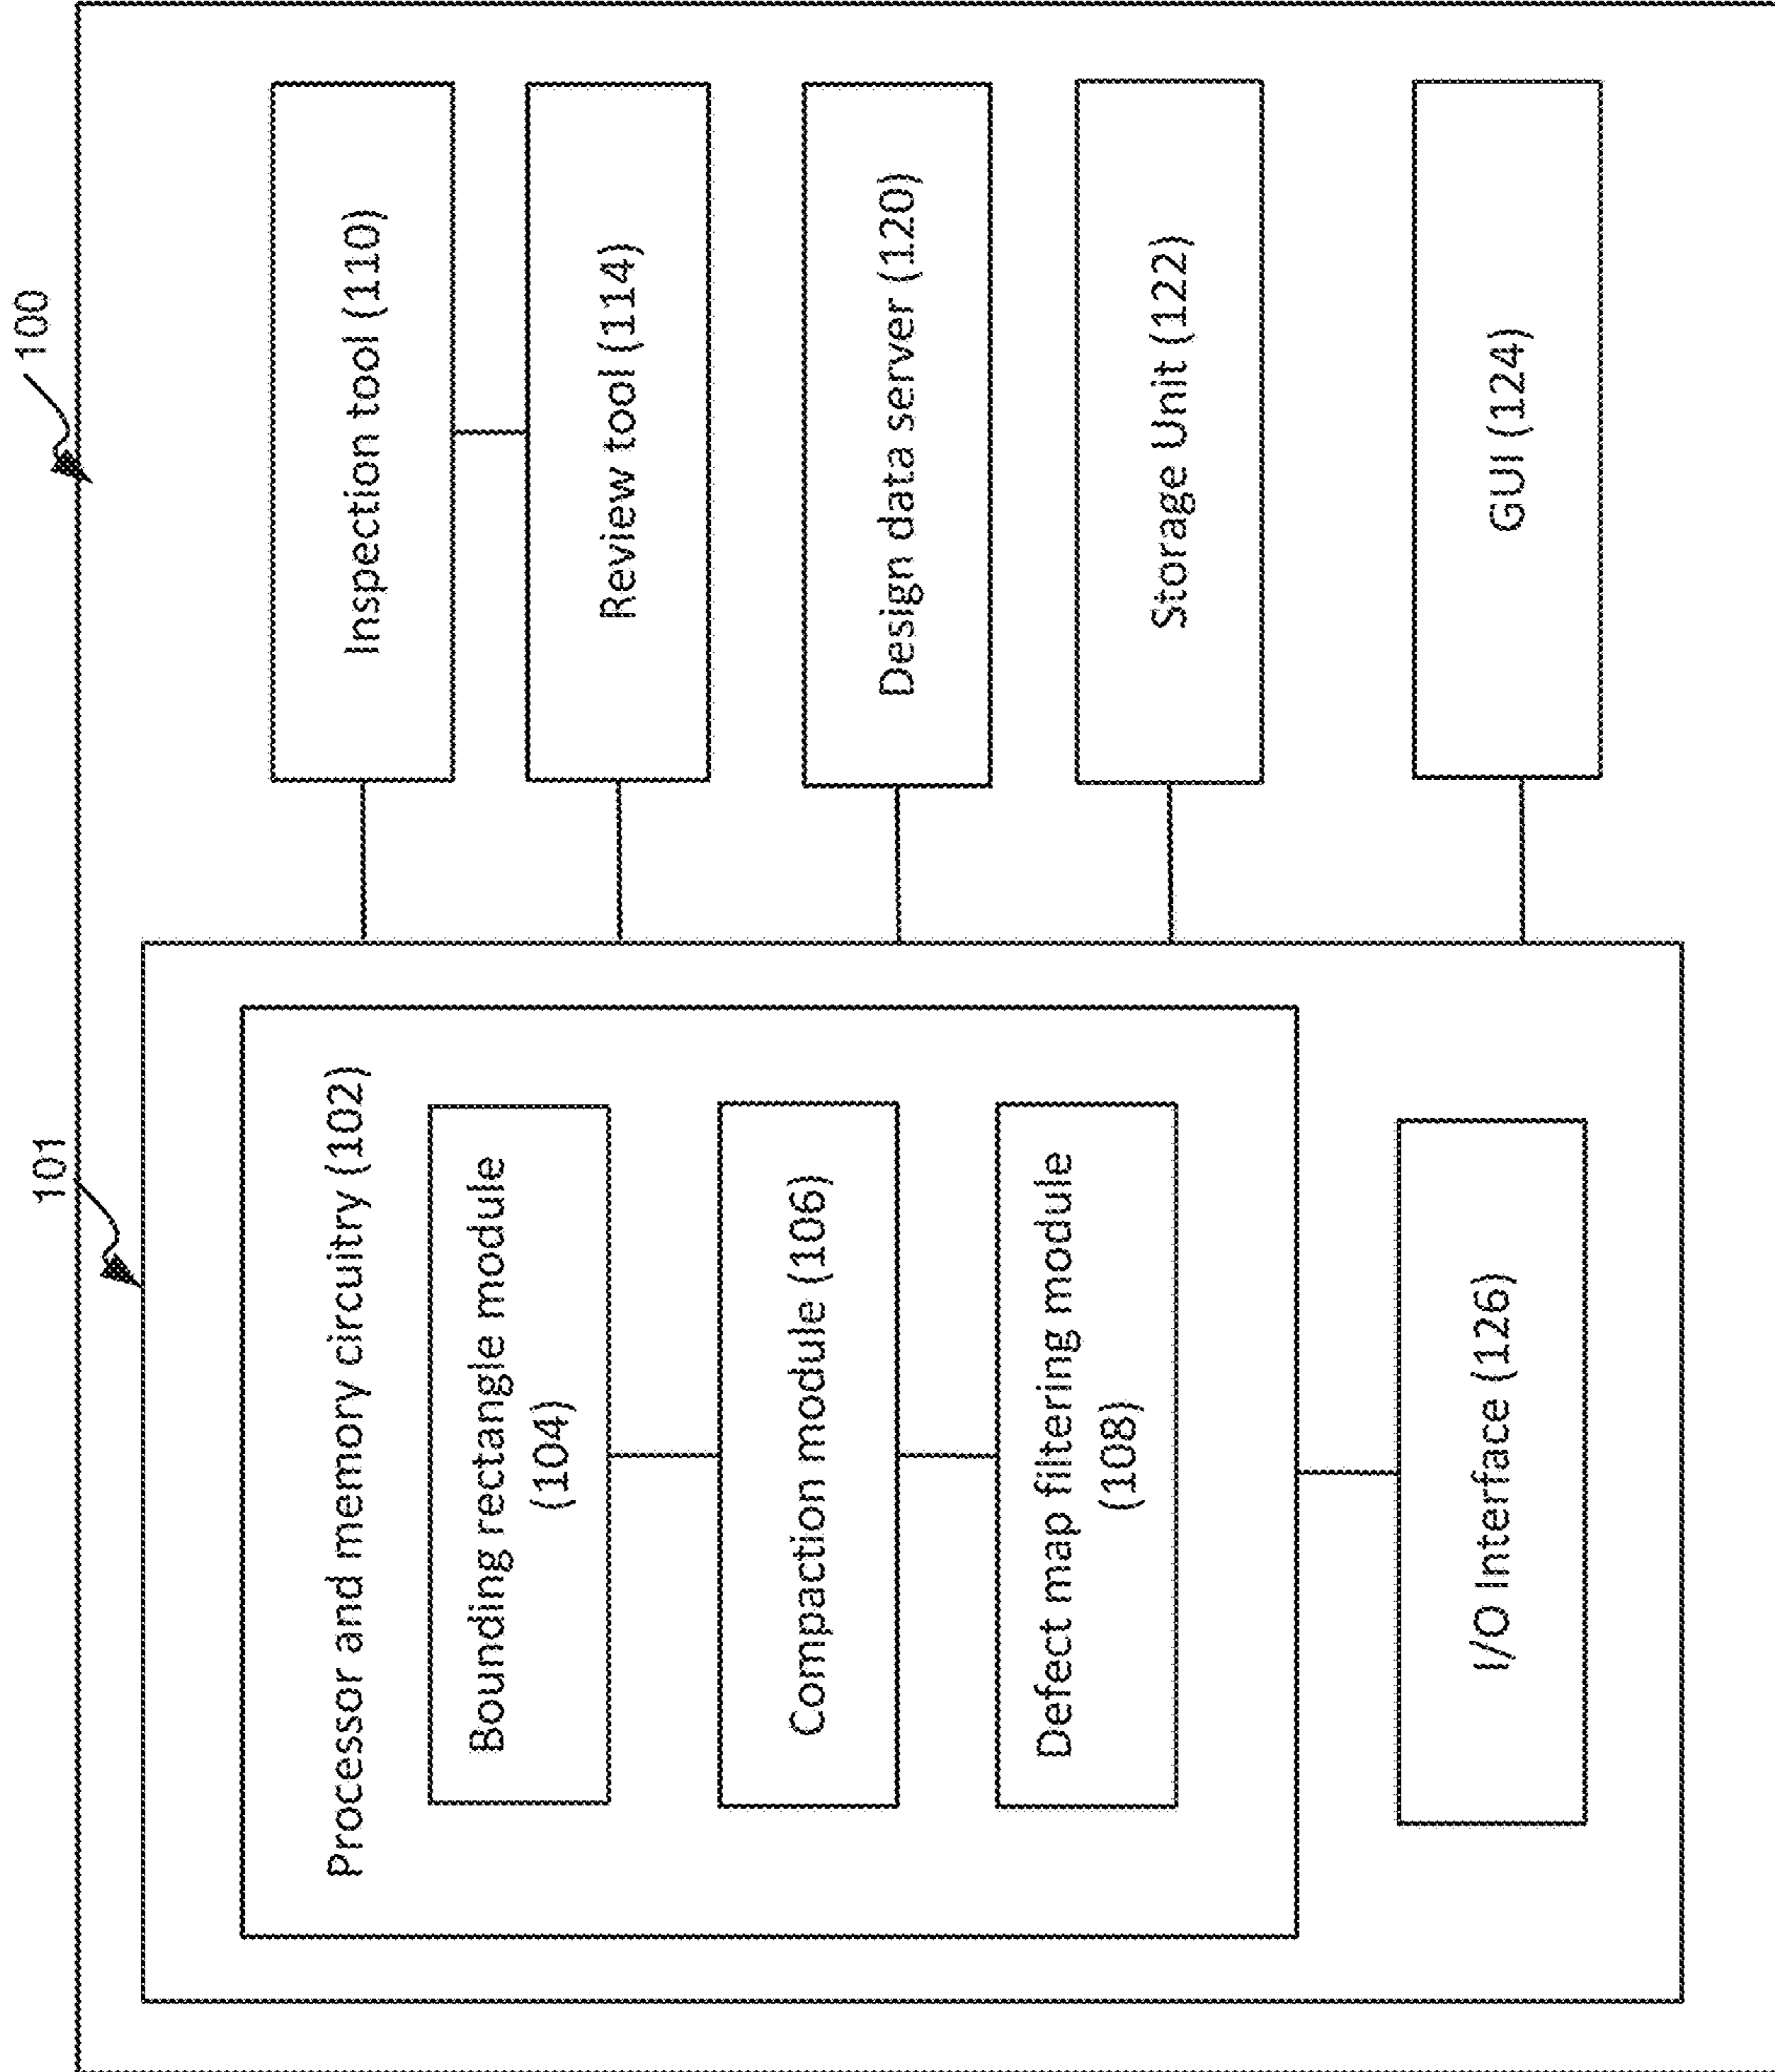 100
101
Processor and memory circuitry (102)
Bounding rectangle module
(104)
Compaction module (106)
Defect map filtering module
(108)
I/O Interface (126)
Inspection tool (110)
Review tool (114)
Design data server (120)
Storage Unit (122)
GUI (124)